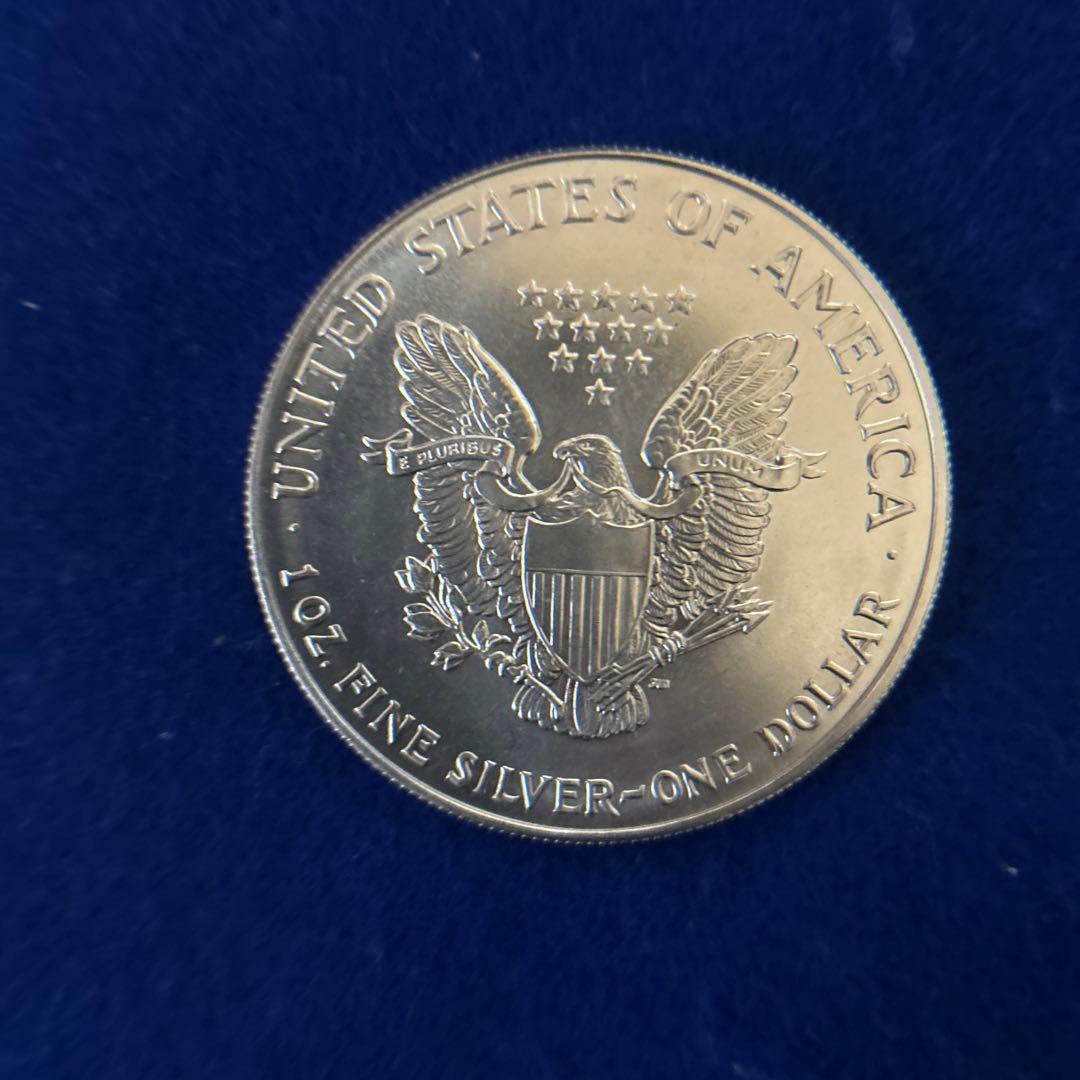 UNITED STATES OF AMERICA
E PLURIBUS UNUM
1 OZ. FINE SILVER~ONE DOLLAR